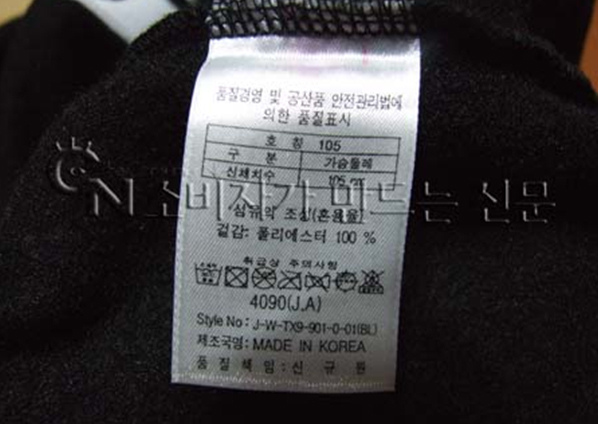 품질경영 및 공산품 안전관리법에
의한 품질표시
호 칭 105
구 분 가슴둘레
신체치수 105 cm
CN 소비자가 만드는 신문
섬유의 조성(혼용율)
겉감: 폴리에스터 100 %
취급상 주의사항
4090(J.A)
Style No : J-W-TX9-901-0-01(BL)
제조국명: MADE IN KOREA
품질책임: 신규원